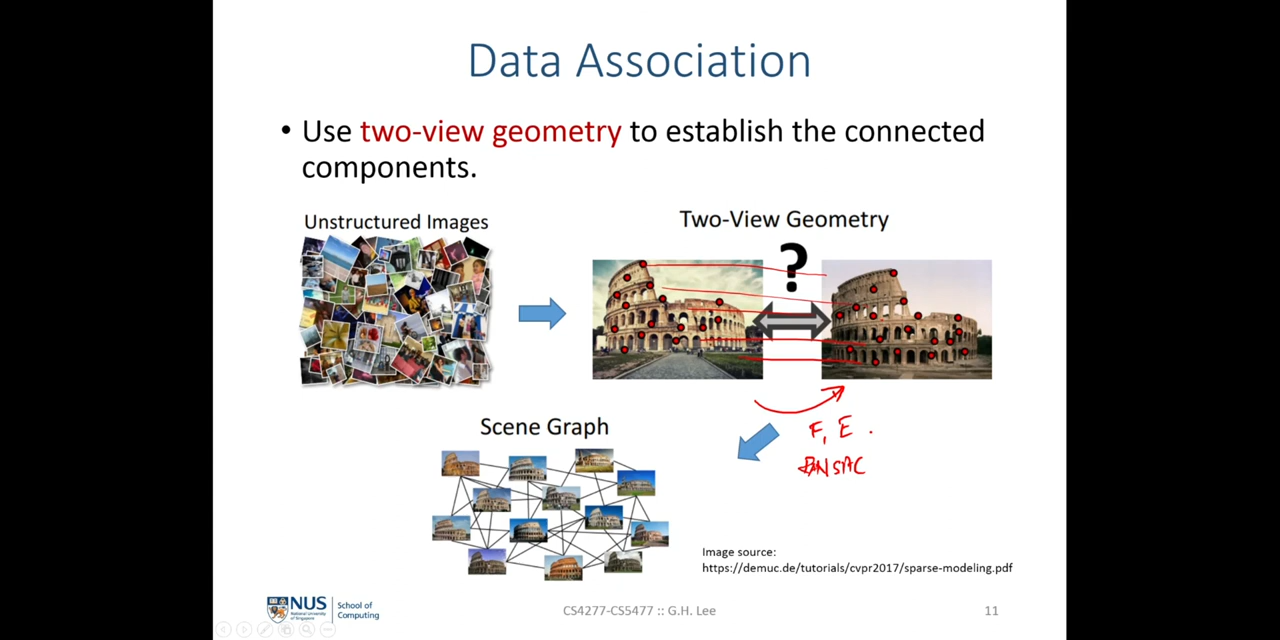 Data Association
• Use two-view geometry to establish the connected
components.
Unstructured Images
Two-View Geometry
?
F, E .
RANSAC
Scene Graph
Image source:
https://demuc.de/tutorials/cvpr2017/sparse-modeling.pdf
NUS
National University
of Singapore
School of
Computing
CS4277-CS5477 :: G.H. Lee
11